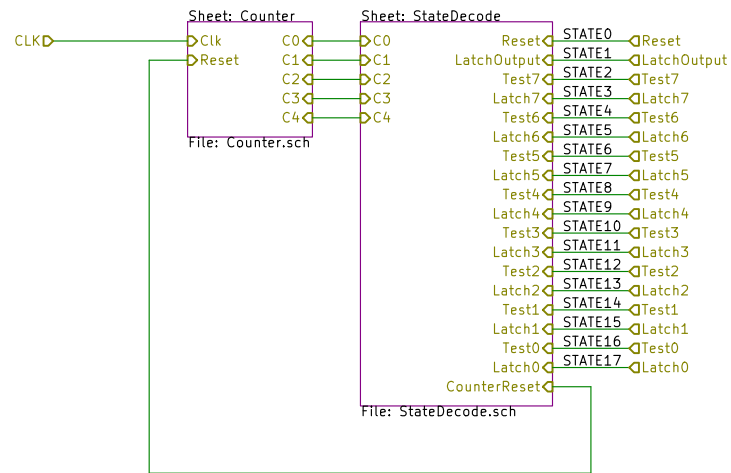 Sheet: Counter
Sheet: StateDecode
CLK
Clk C0 C0 Reset STATE0 Reset
Reset C1 C1 LatchOutput STATE1 LatchOutput
C2 C2 Test7 STATE2 Test7
C3 C3 Latch7 STATE3 Latch7
C4 C4 Test6 STATE4 Test6
File: Counter.sch
Latch6 STATE5 Latch6
Test5 STATE6 Test5
Latch5 STATE7 Latch5
Test4 STATE8 Test4
Latch4 STATE9 Latch4
Test3 STATE10 Test3
Latch3 STATE11 Latch3
Test2 STATE12 Test2
Latch2 STATE13 Latch2
Test1 STATE14 Test1
Latch1 STATE15 Latch1
Test0 STATE16 Test0
Latch0 STATE17 Latch0
CounterReset
File: StateDecode.sch